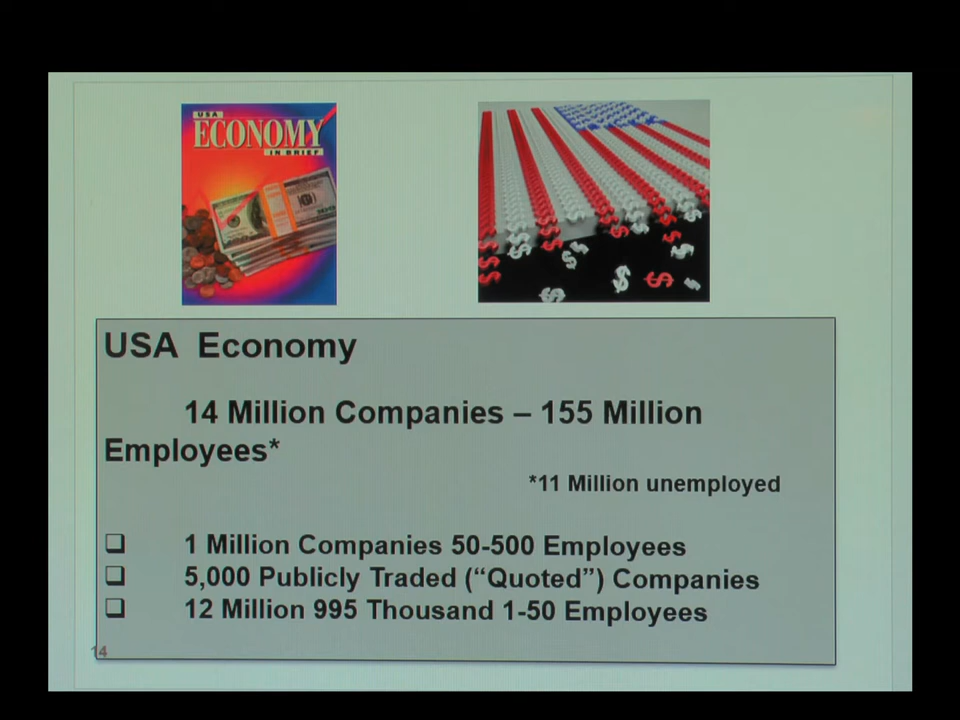 USA
ECONOMY
IN BRIEF
USA Economy
14 Million Companies – 155 Million
Employees*
*11 Million unemployed
❑ 1 Million Companies 50-500 Employees
❑ 5,000 Publicly Traded (“Quoted”) Companies
❑ 12 Million 995 Thousand 1-50 Employees
14